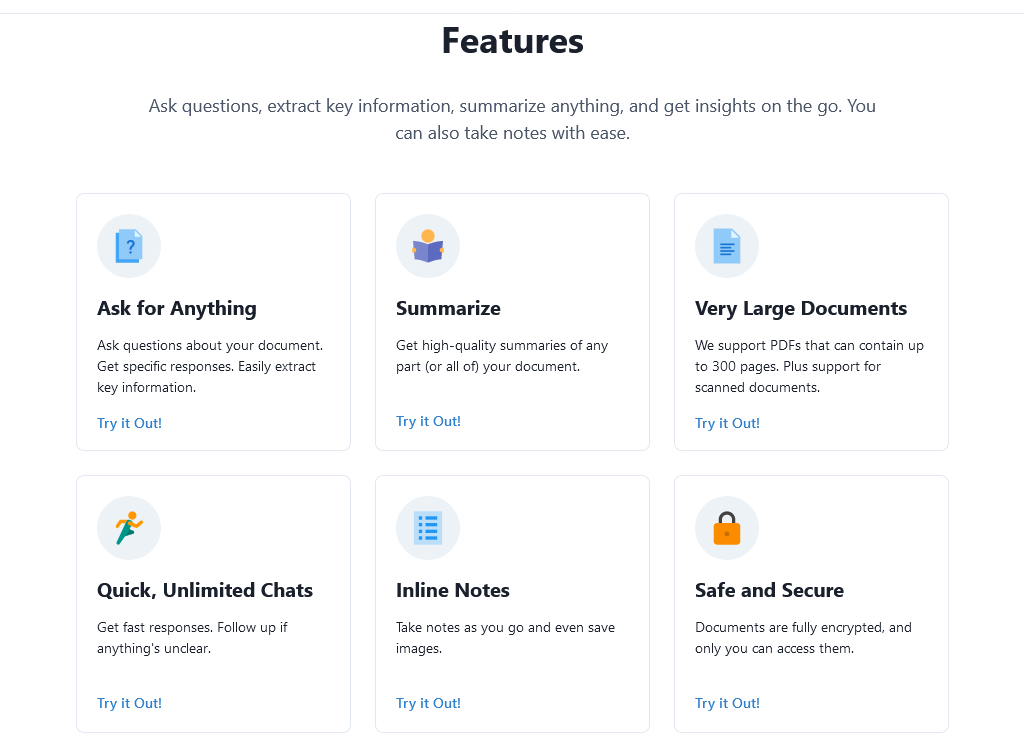 Features
Ask questions, extract key information, summarize anything, and get insights on the go. You
can also take notes with ease.
?
Ask for Anything
Ask questions about your document.
Get specific responses. Easily extract
key information.
Try it Out!
Summarize
Get high-quality summaries of any
part (or all of) your document.
Try it Out!
Very Large Documents
We support PDFs that can contain up
to 300 pages. Plus support for
scanned documents.
Try it Out!
Quick, Unlimited Chats
Get fast responses. Follow up if
anything's unclear.
Try it Out!
Inline Notes
Take notes as you go and even save
images.
Try it Out!
Safe and Secure
Documents are fully encrypted, and
only you can access them.
Try it Out!